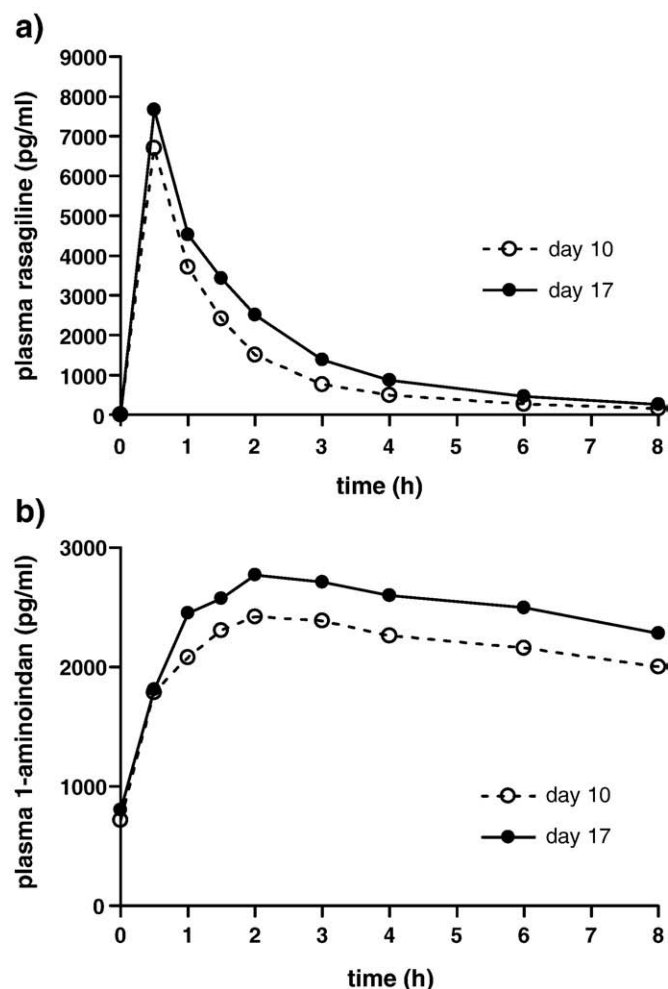 a)
plasma rasagiline (pg/ml)
9000
8000
7000
6000
5000
4000
3000
2000
1000
0
day 10
day 17
0 1 2 3 4 5 6 7 8
time (h)
b)
plasma 1-aminoindan (pg/ml)
3000
2000
1000
0
day 10
day 17
0 1 2 3 4 5 6 7 8
time (h)